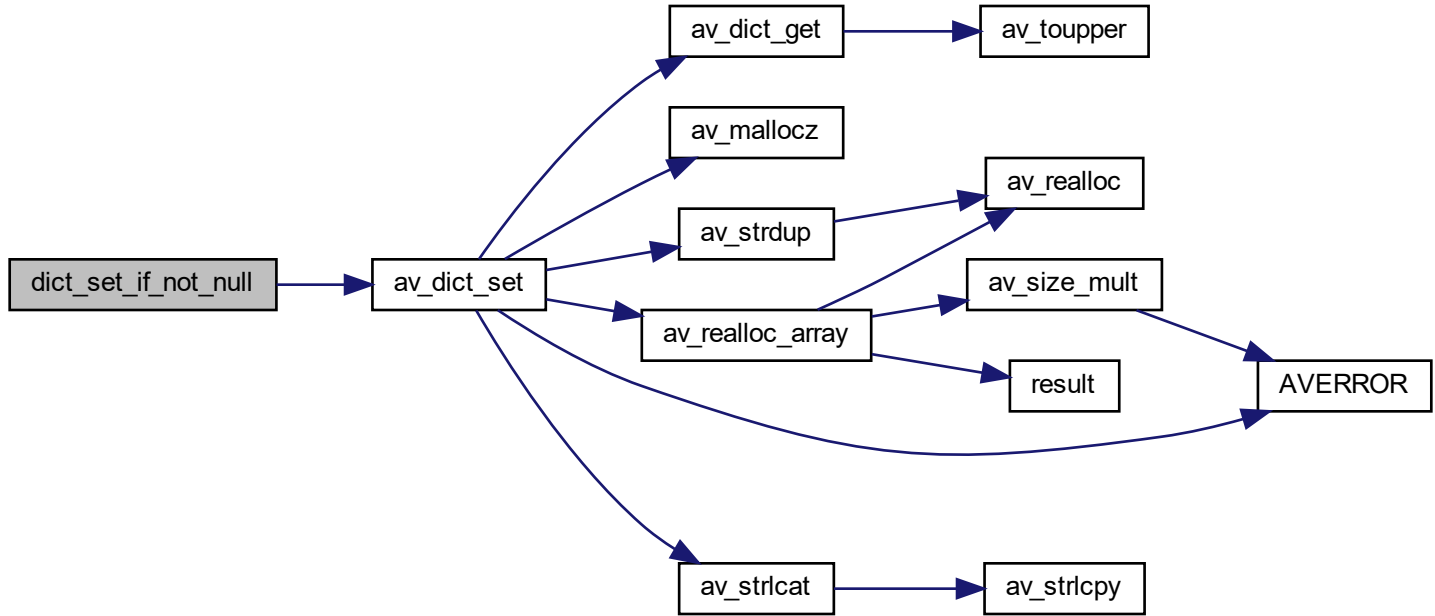 av_dict_get
av_toupper
av_mallocz
av_realloc
av_strdup
dict_set_if_not_null
av_dict_set
av_size_mult
av_realloc_array
result
AVERROR
av_strlcat
av_strlcpy